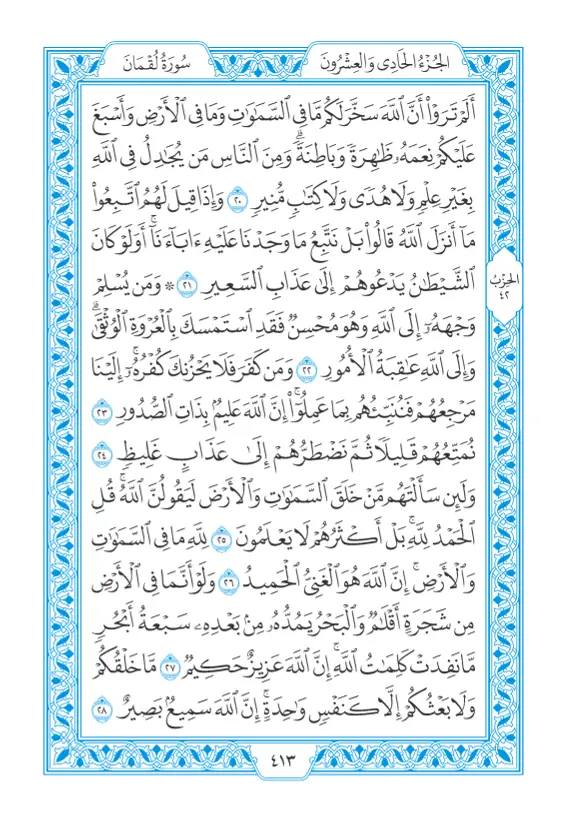 الجُزْءُ الحَادِي وَالعِشْرُونَ
سُورَةُ لُقْمَانَ
أَلَمْ تَرَوْاْ أَنَّ ٱللَّهَ سَخَّرَ لَكُم مَّا فِي ٱلسَّمَٰوَٰتِ وَمَا فِي ٱلْأَرْضِ وَأَسْبَغَ
عَلَيْكُمْ نِعَمَهُۥ ظَٰهِرَةً وَبَاطِنَةًۗ وَمِنَ ٱلنَّاسِ مَن يُجَٰدِلُ فِي ٱللَّهِ
بِغَيْرِ عِلْمٍ وَلَا هُدًى وَلَا كِتَٰبٍ مُّنِيرٍ ٢٠ وَإِذَا قِيلَ لَهُمُ ٱتَّبِعُواْ
مَآ أَنزَلَ ٱللَّهُ قَالُواْ بَلْ نَتَّبِعُ مَا وَجَدْنَا عَلَيْهِ ءَابَآءَنَآۚ أَوَلَوْ كَانَ
ٱلشَّيْطَٰنُ يَدْعُوهُمْ إِلَىٰ عَذَابِ ٱلسَّعِيرِ ٢١ * وَمَن يُسْلِمْ
الحِزْبُ
٤٢
وَجْهَهُۥٓ إِلَى ٱللَّهِ وَهُوَ مُحْسِنٌ فَقَدِ ٱسْتَمْسَكَ بِٱلْعُرْوَةِ ٱلْوُثْقَىٰۗ
وَإِلَى ٱللَّهِ عَٰقِبَةُ ٱلْأُمُورِ ٢٢ وَمَن كَفَرَ فَلَا يَحْزُنكَ كُفْرُهُۥٓۚ إِلَيْنَا
مَرْجِعُهُمْ فَنُنَبِّئُهُم بِمَا عَمِلُوٓاْۚ إِنَّ ٱللَّهَ عَلِيمٌۢ بِذَاتِ ٱلصُّدُورِ ٢٣
نُمَتِّعُهُمْ قَلِيلًا ثُمَّ نَضْطَرُّهُمْ إِلَىٰ عَذَابٍ غَلِيظٍ ٢٤
وَلَئِن سَأَلْتَهُم مَّنْ خَلَقَ ٱلسَّمَٰوَٰتِ وَٱلْأَرْضَ لَيَقُولُنَّ ٱللَّهُۚ قُلِ
ٱلْحَمْدُ لِلَّهِۚ بَلْ أَكْثَرُهُمْ لَا يَعْلَمُونَ ٢٥ لِلَّهِ مَا فِي ٱلسَّمَٰوَٰتِ
وَٱلْأَرْضِۚ إِنَّ ٱللَّهَ هُوَ ٱلْغَنِيُّ ٱلْحَمِيدُ ٢٦ وَلَوْ أَنَّمَا فِي ٱلْأَرْضِ
مِن شَجَرَةٍ أَقْلَٰمٌ وَٱلْبَحْرُ يَمُدُّهُۥ مِنۢ بَعْدِهِۦ سَبْعَةُ أَبْحُرٍ
مَّا نَفِدَتْ كَلِمَٰتُ ٱللَّهِۚ إِنَّ ٱللَّهَ عَزِيزٌ حَكِيمٌ ٢٧ مَّا خَلْقُكُمْ
وَلَا بَعْثُكُمْ إِلَّا كَنَفْسٍ وَٰحِدَةٍۚ إِنَّ ٱللَّهَ سَمِيعٌۢ بَصِيرٌ ٢٨
٤١٣